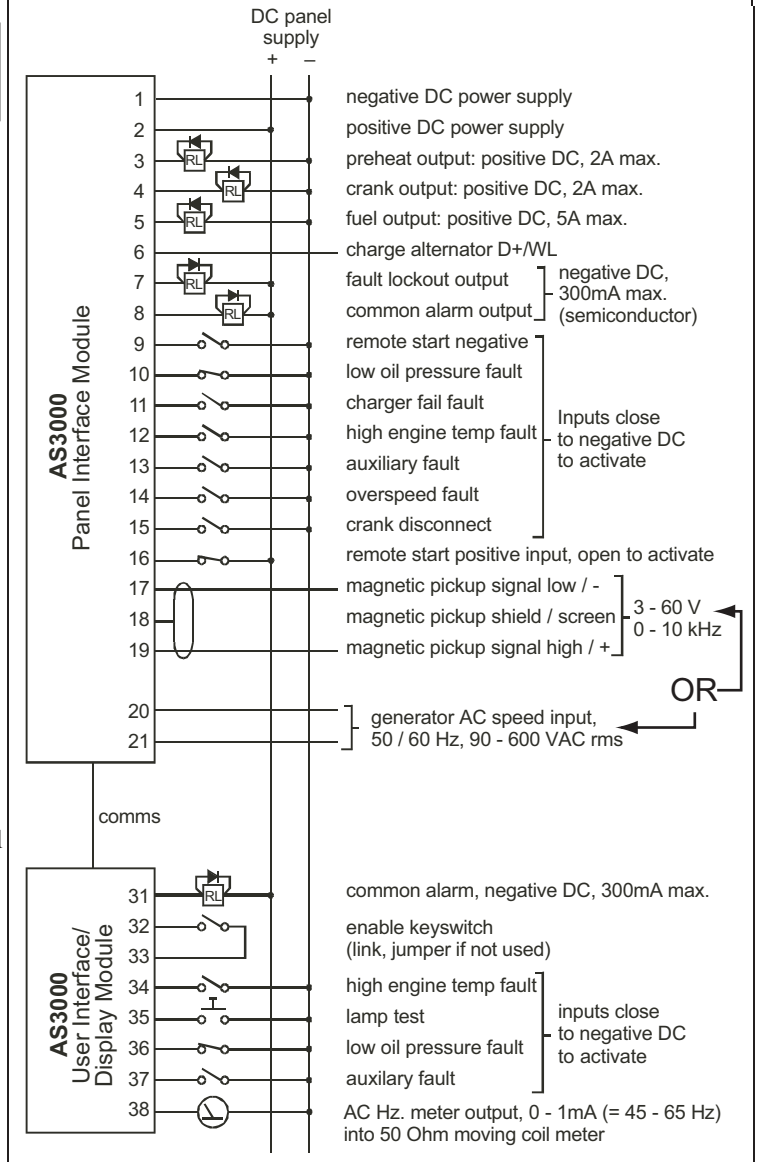 DC panel
supply
+ –
AS3000
Panel Interface Module
1 negative DC power supply
2 positive DC power supply
3 RL preheat output: positive DC, 2A max.
4 RL crank output: positive DC, 2A max.
5 RL fuel output: positive DC, 5A max.
6 charge alternator D+/WL
7 RL fault lockout output
8 RL common alarm output
negative DC,
300mA max.
(semiconductor)
9 remote start negative
10 low oil pressure fault
11 charger fail fault
12 high engine temp fault
13 auxiliary fault
14 overspeed fault
15 crank disconnect
Inputs close
to negative DC
to activate
16 remote start positive input, open to activate
17 magnetic pickup signal low / -
18 magnetic pickup shield / screen
19 magnetic pickup signal high / +
3 - 60 V
0 - 10 kHz
OR
20
21
generator AC speed input,
50 / 60 Hz, 90 - 600 VAC rms
comms
AS3000
User Interface/
Display Module
31 RL common alarm, negative DC, 300mA max.
32 enable keyswitch
33 (link, jumper if not used)
34 high engine temp fault
35 lamp test
36 low oil pressure fault
37 auxilary fault
inputs close
to negative DC
to activate
38 AC Hz. meter output, 0 - 1mA (= 45 - 65 Hz)
into 50 Ohm moving coil meter